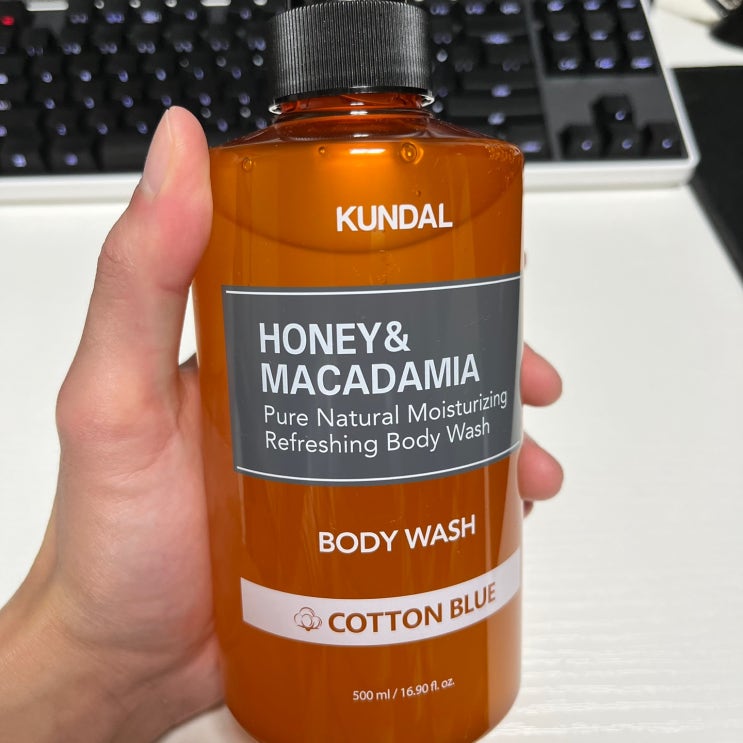 KUNDAL
HONEY&
MACADAMIA
Pure Natural Moisturizing
Refreshing Body Wash
BODY WASH
COTTON BLUE
500 ml / 16.90 fl. oz.